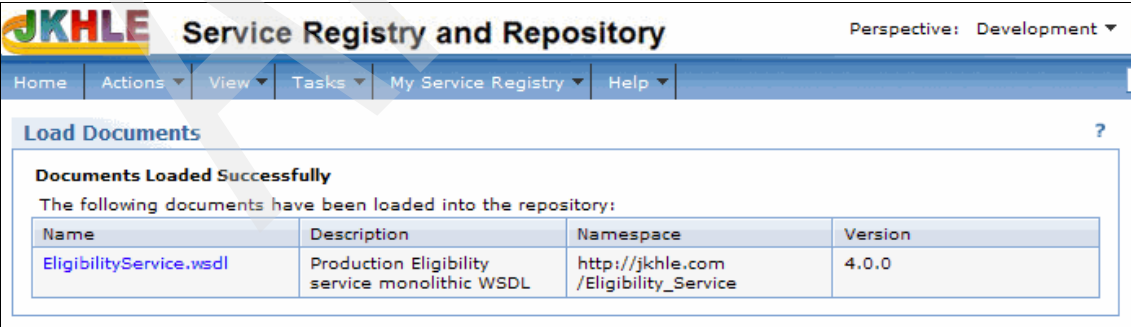 JKHLE Service Registry and Repository Perspective: Development
Home Actions View Tasks My Service Registry Help
Load Documents ?
Documents Loaded Successfully
The following documents have been loaded into the repository:
Name Description Namespace Version
EligibilityService.wsdl Production Eligibility http://jkhle.com 4.0.0
service monolithic WSDL /Eligibility_Service